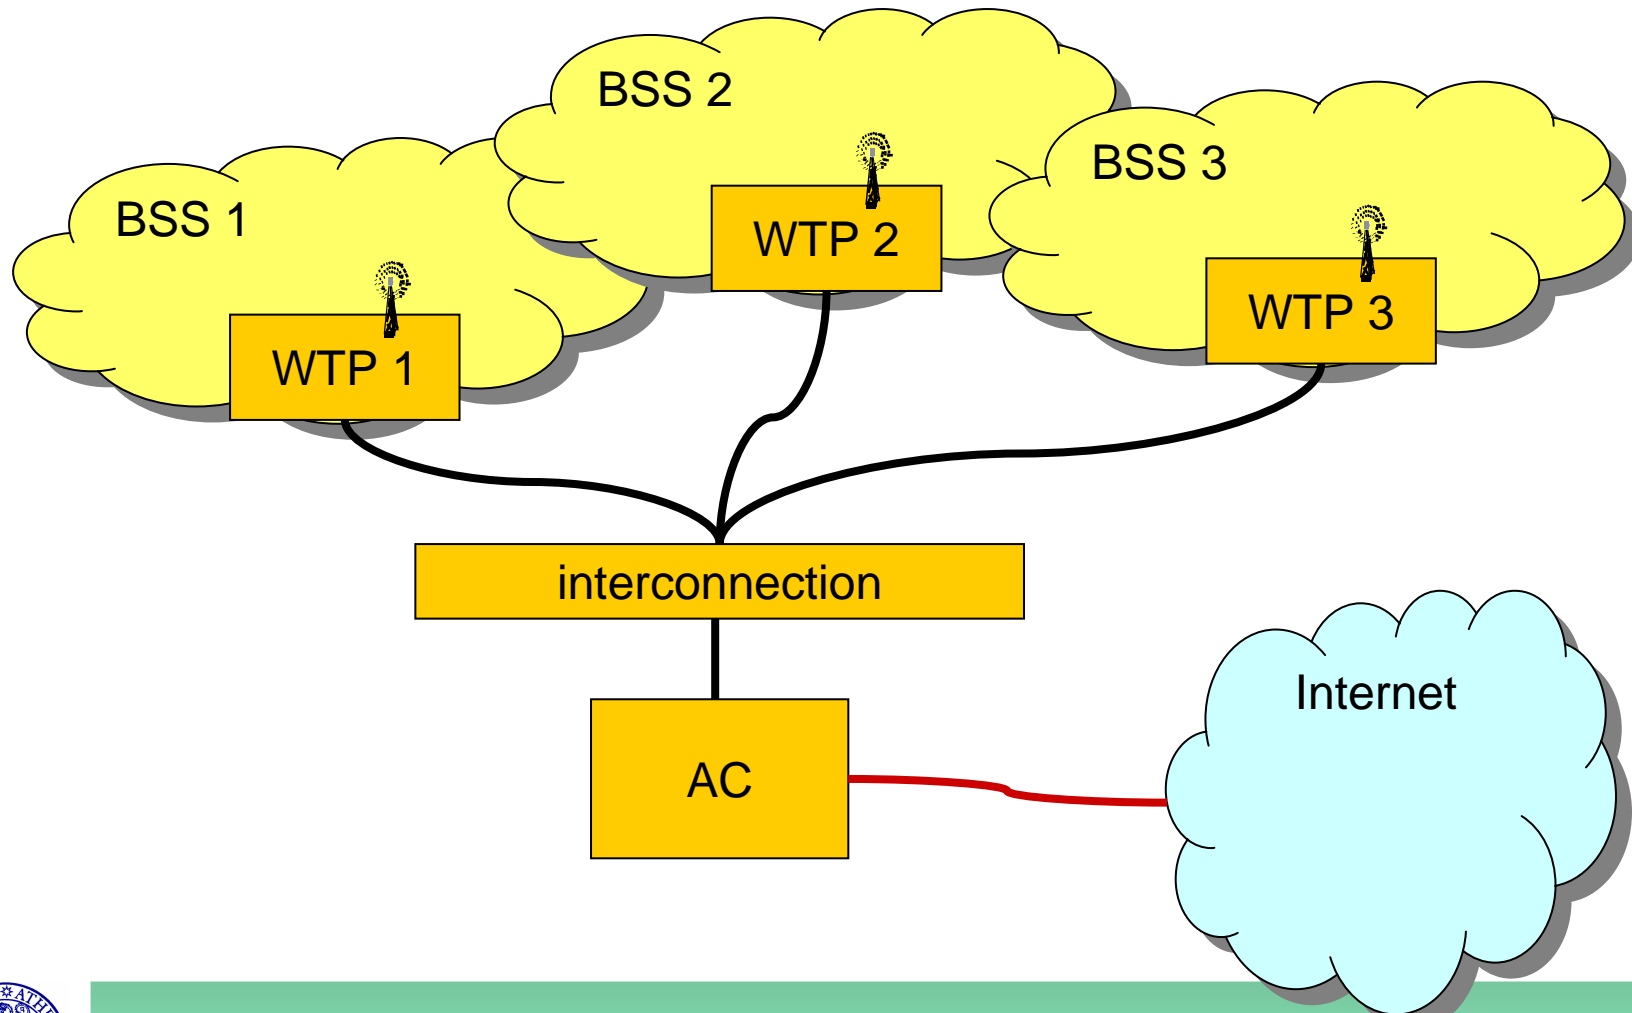 BSS 2
BSS 3
BSS 1
WTP 2
WTP 3
WTP 1
interconnection
Internet
AC